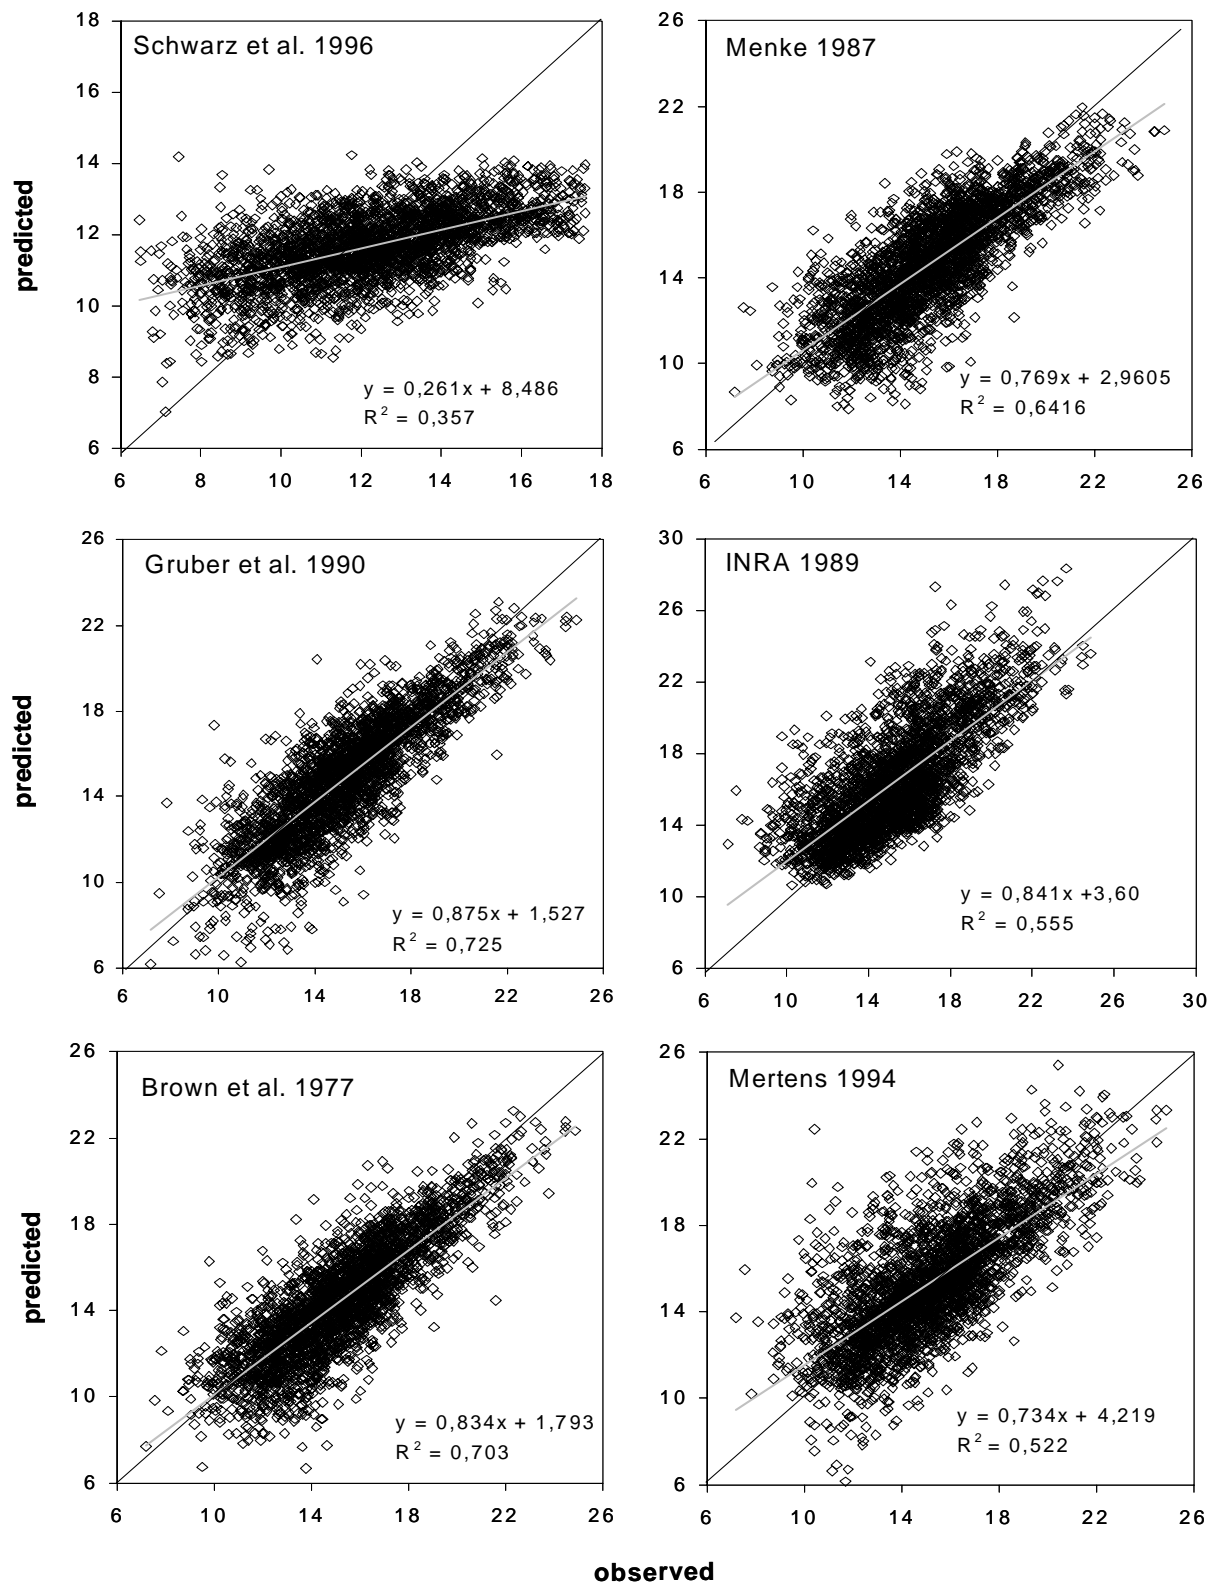 Schwarz et al. 1996
18
16
14
12
10
8
6
6 8 10 12 14 16 18
y = 0,261x + 8,486
R² = 0,357
predicted
Menke 1987
26
22
18
14
10
6
6 10 14 18 22 26
y = 0,769x + 2,9605
R² = 0,6416
Gruber et al. 1990
26
22
18
14
10
6
6 10 14 18 22 26
y = 0,875x + 1,527
R² = 0,725
predicted
INRA 1989
30
26
22
18
14
10
6
6 10 14 18 22 26 30
y = 0,841x +3,60
R² = 0,555
Brown et al. 1977
26
22
18
14
10
6
6 10 14 18 22 26
y = 0,834x + 1,793
R² = 0,703
predicted
Mertens 1994
26
22
18
14
10
6
6 10 14 18 22 26
y = 0,734x + 4,219
R² = 0,522
observed